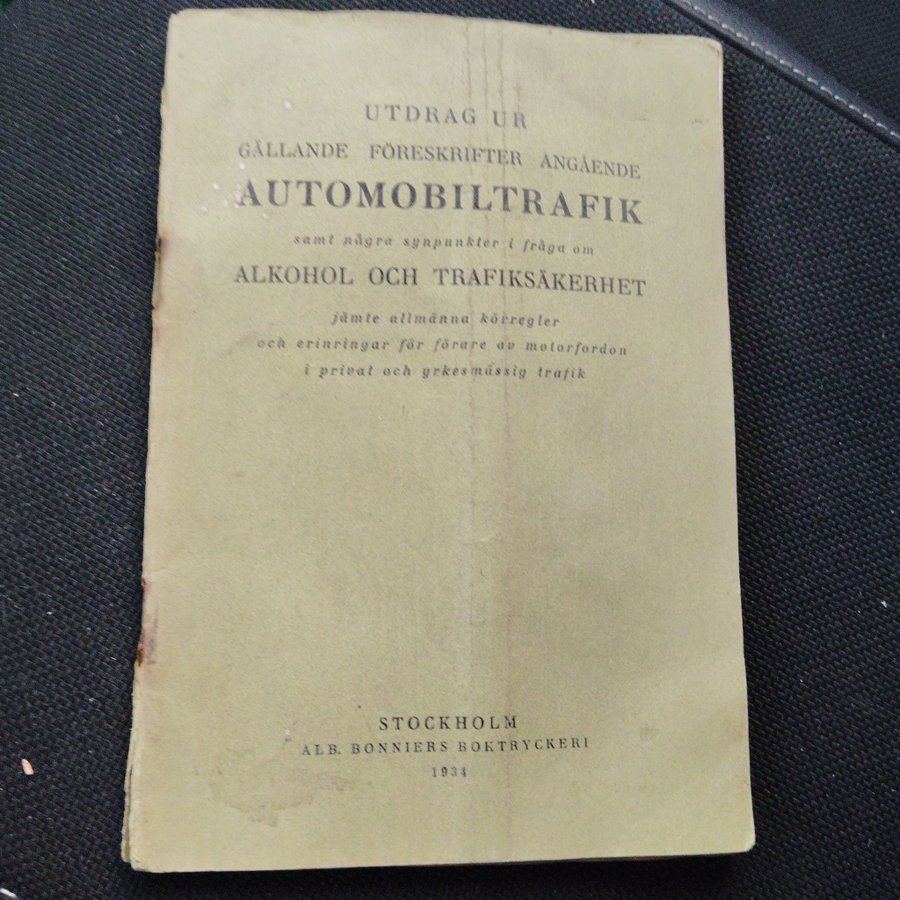 UTDRAG UR
GÄLLANDE FÖRESKRIFTER ANGÅENDE
AUTOMOBILTRAFIK
samt några synpunkter i fråga om
ALKOHOL OCH TRAFIKSÄKERHET
jämte allmänna körregler
och erinringar för förare av motorfordon
i privat och yrkesmässig trafik
STOCKHOLM
ALB. BONNIERS BOKTRYCKERI
1934